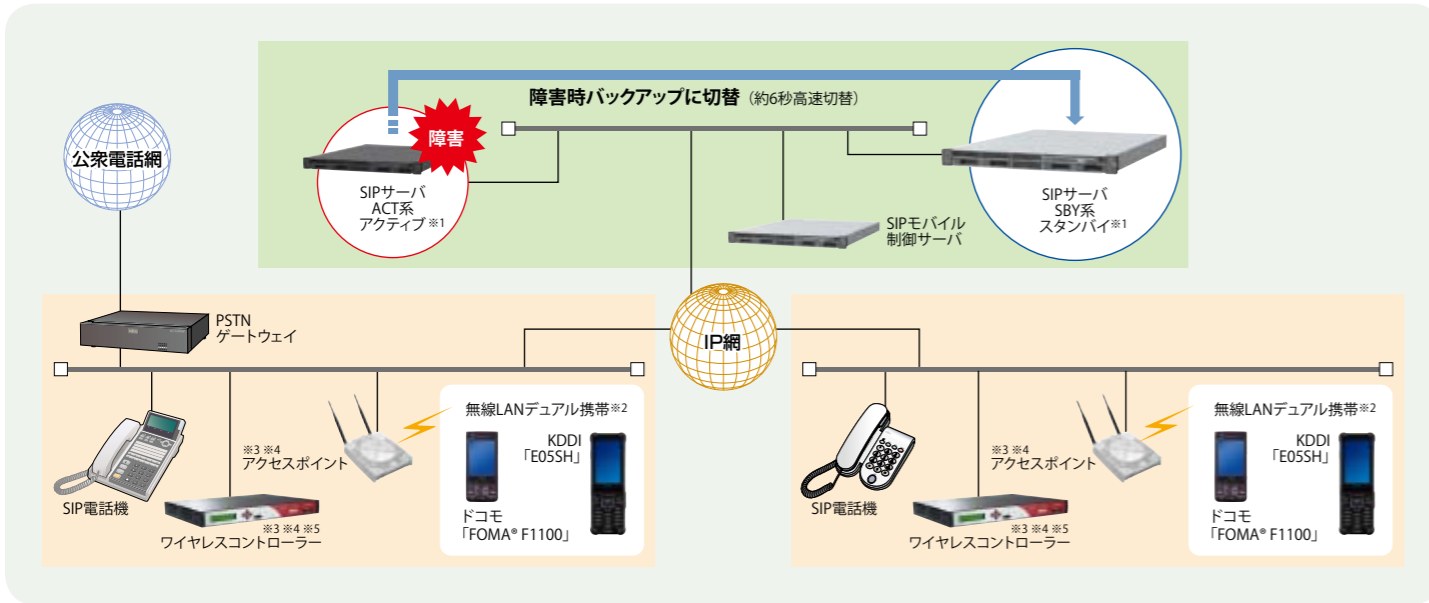 障害時バックアップに切替（約6秒高速切替）
障害
公衆電話網
SIPサーバ
ACT系
アクティブ※1
SIPサーバ
SBY系
スタンバイ※1
SIPモバイル
制御サーバ
PSTN
ゲートウェイ
IP網
無線LANデュアル携帯※2
KDDI
「E05SH」
※3 ※4
アクセスポイント
SIP電話機
ドコモ
「FOMA® F1100」
※3 ※4 ※5
ワイヤレスコントローラー
無線LANデュアル携帯※2
KDDI
「E05SH」
※3 ※4
アクセスポイント
SIP電話機
ドコモ
「FOMA® F1100」
※3 ※4 ※5
ワイヤレスコントローラー